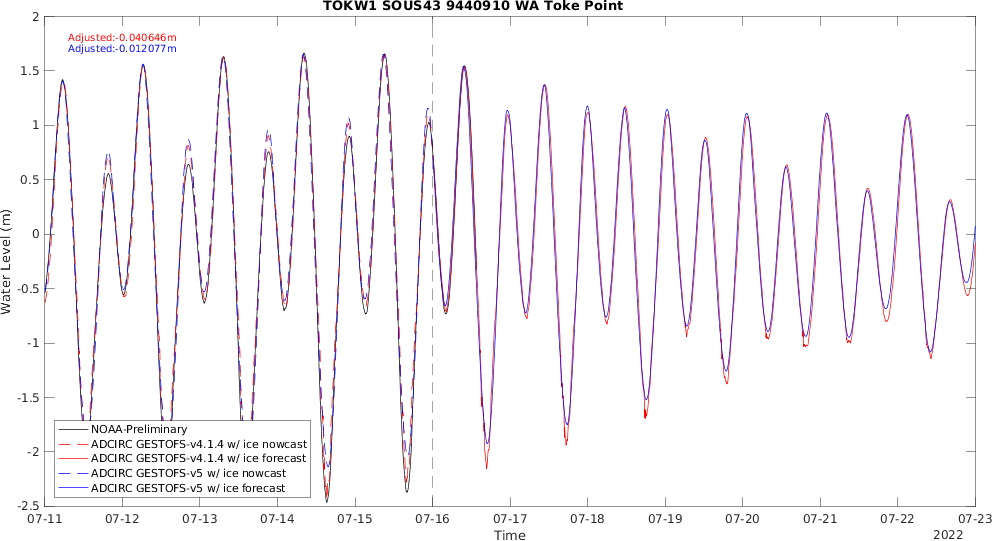 TOKW1 SOUS43 9440910 WA Toke Point
Adjusted:-0.040646m
Adjusted:-0.012077m
2
1.5
1
0.5
0
-0.5
-1
-1.5
-2
-2.5
Water Level (m)
NOAA-Preliminary
ADCIRC GESTOFS-v4.1.4 w/ ice nowcast
ADCIRC GESTOFS-v4.1.4 w/ ice forecast
ADCIRC GESTOFS-v5 w/ ice nowcast
ADCIRC GESTOFS-v5 w/ ice forecast
07-11 07-12 07-13 07-14 07-15 07-16 07-17 07-18 07-19 07-20 07-21 07-22 07-23
Time
2022